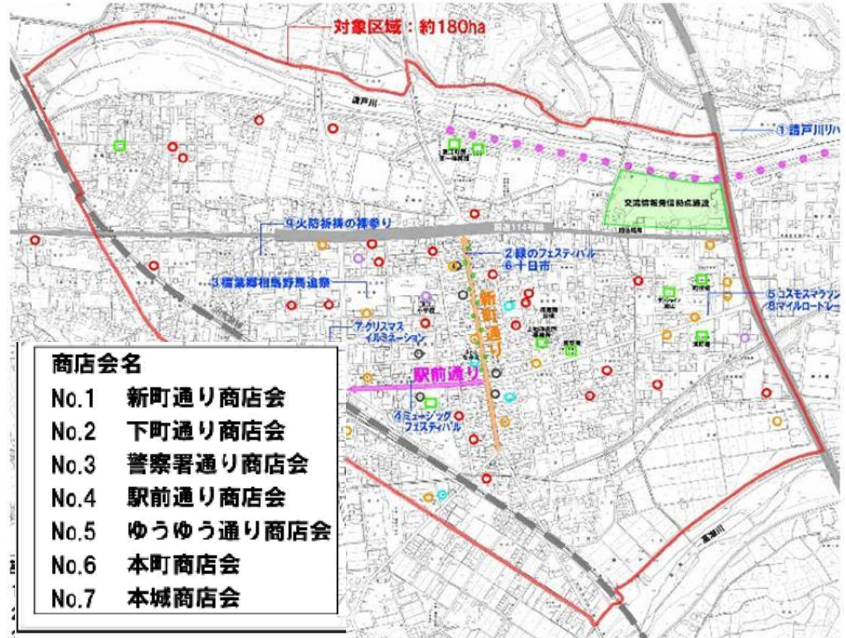 対象区域：約180ha
請戸川
①請戸川リバ
交流情報発信拠点施設
国道114号線
9火防祈祷の裸参り
2緑のフェスティバル
6十日市
3標葉郷相馬野馬追祭
新町通り
5コスモスマラソン
8マイルロードレー
7クリスマス
イルミネーション
駅前通り
4ミュージック
フェスティバル
高瀬川
商店会名
No.1 新町通り商店会
No.2 下町通り商店会
No.3 警察署通り商店会
No.4 駅前通り商店会
No.5 ゆうゆう通り商店会
No.6 本町商店会
No.7 本城商店会